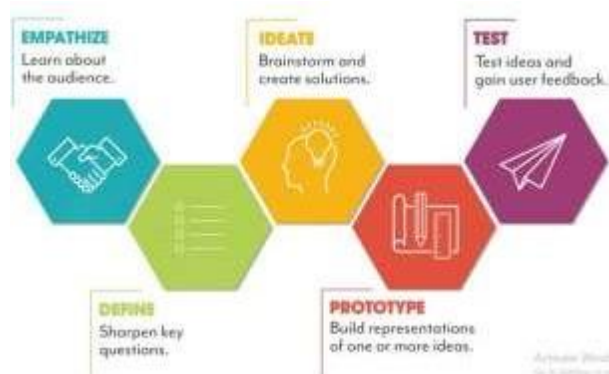 EMPATHIZE
Learn about
the audience.
IDEATE
Brainstorm and
create solutions.
TEST
Test ideas and
gain user feedback.
DEFINE
Sharpen key
questions.
PROTOTYPE
Build representations
of one or more ideas.